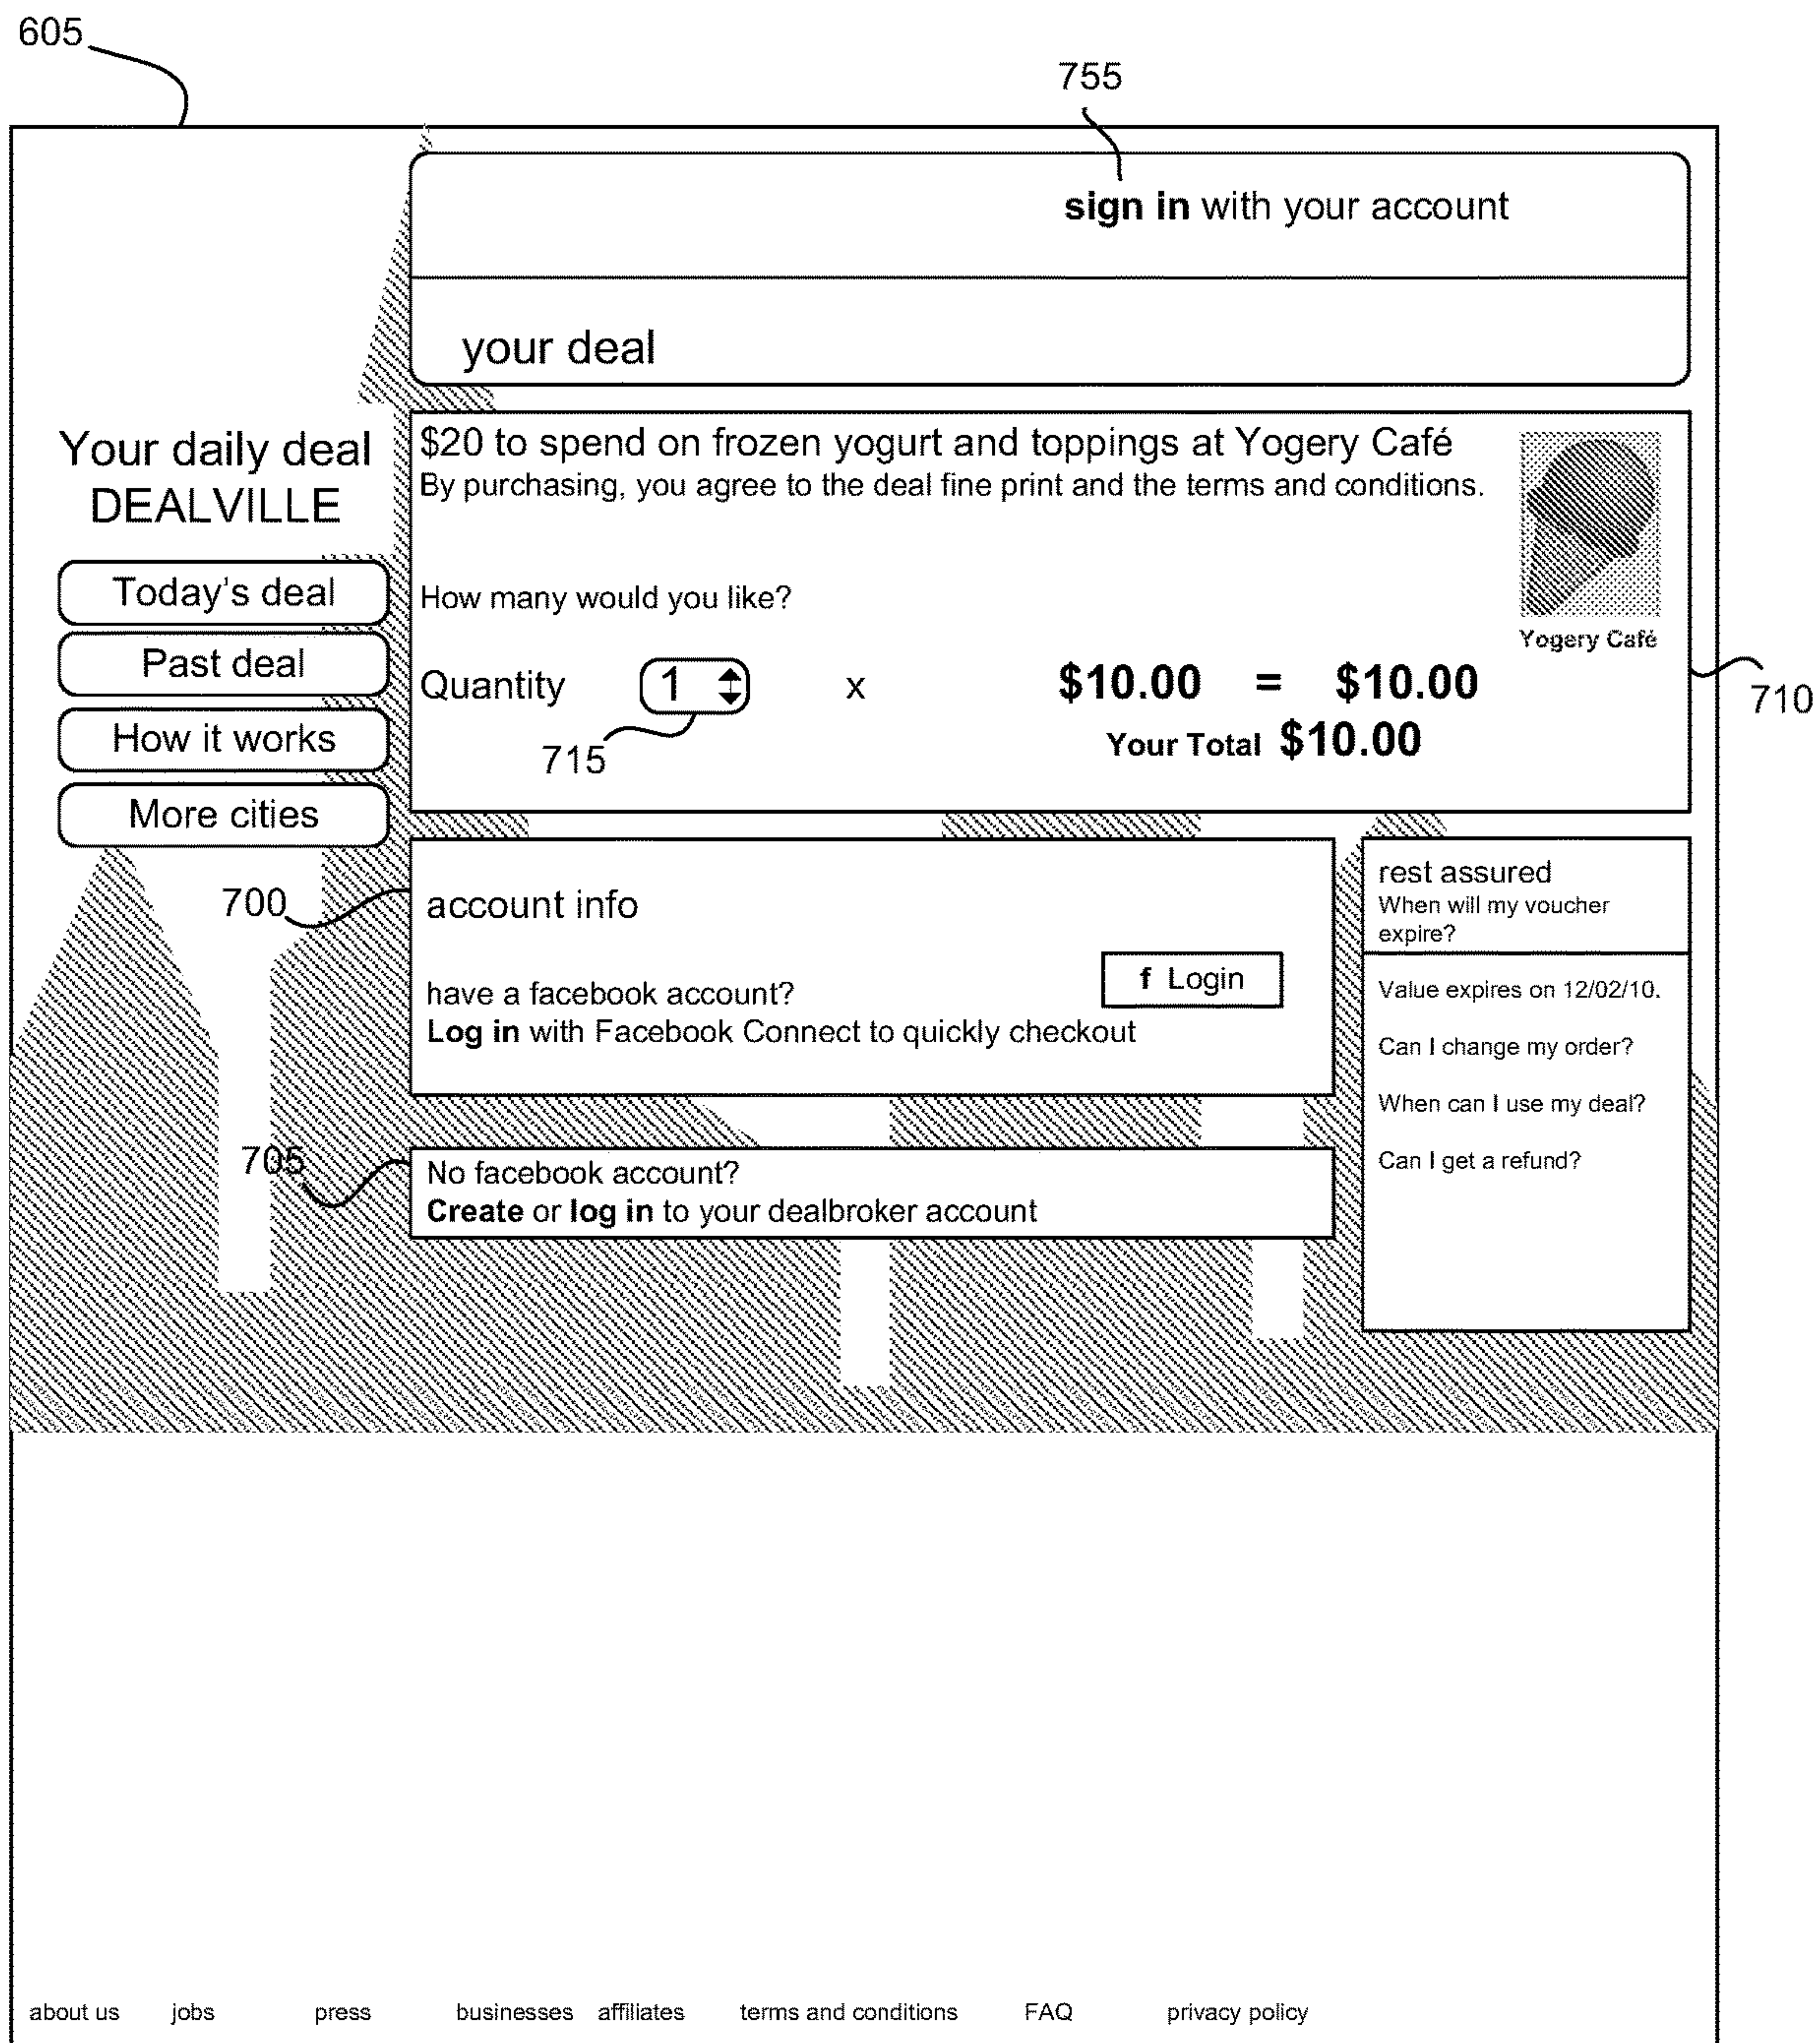 605
755
sign in with your account
your deal
Your daily deal
DEALVILLE
Today's deal
Past deal
How it works
More cities
$20 to spend on frozen yogurt and toppings at Yogery Café
By purchasing, you agree to the deal fine print and the terms and conditions.
How many would you like?
Yogery Café
Quantity 1 x $10.00 = $10.00
Your Total $10.00
710
715
700
account info
have a facebook account?
f Login
Log in with Facebook Connect to quickly checkout
705
No facebook account?
Create or log in to your dealbroker account
rest assured
When will my voucher
expire?
Value expires on 12/02/10.
Can I change my order?
When can I use my deal?
Can I get a refund?
about us jobs press businesses affiliates terms and conditions FAQ privacy policy